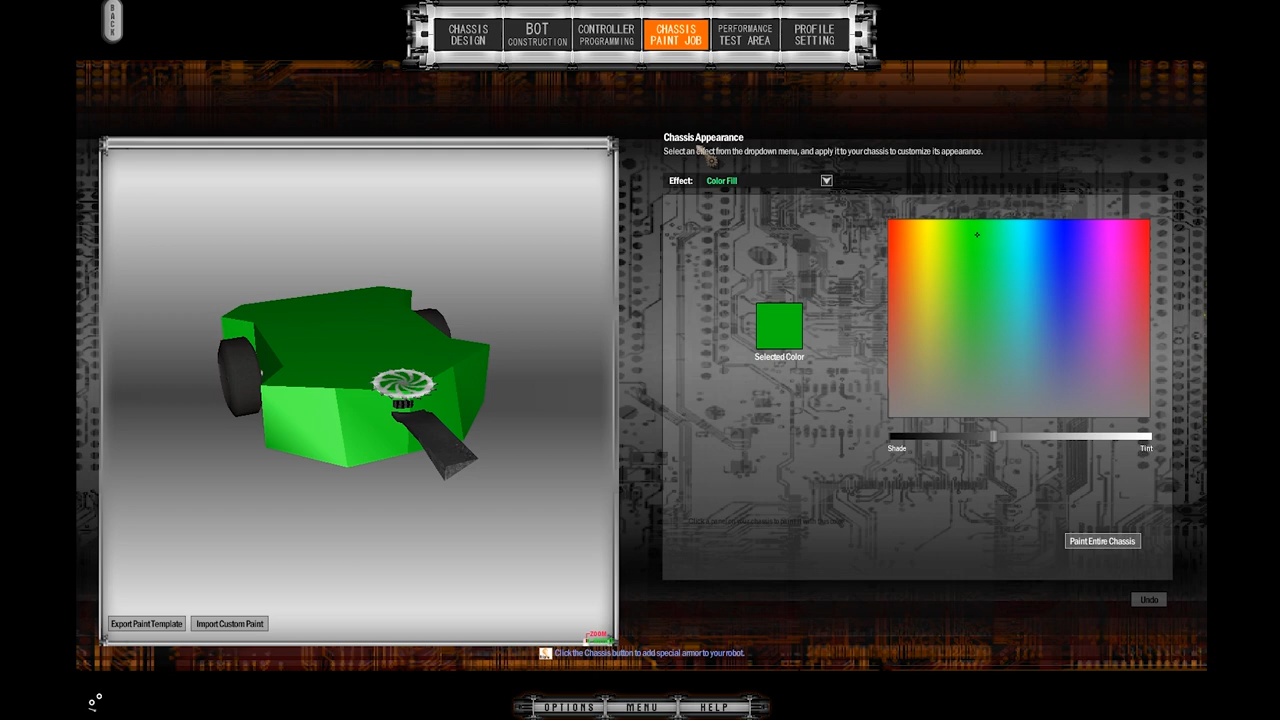 BACK
CHASSIS DESIGN
BOT CONSTRUCTION
CONTROLLER PROGRAMMING
CHASSIS PAINT JOB
PERFORMANCE TEST AREA
PROFILE SETTING
Chassis Appearance
Select an effect from the dropdown menu, and apply it to your chassis to customize its appearance.
Effect: Color Fill
Selected Color
Shade
Tint
Paint Entire Chassis
Undo
Export Paint Template
Import Custom Paint
ZOOM
Click the Chassis button to add special armor to your robot.
OPTIONS
MENU
HELP